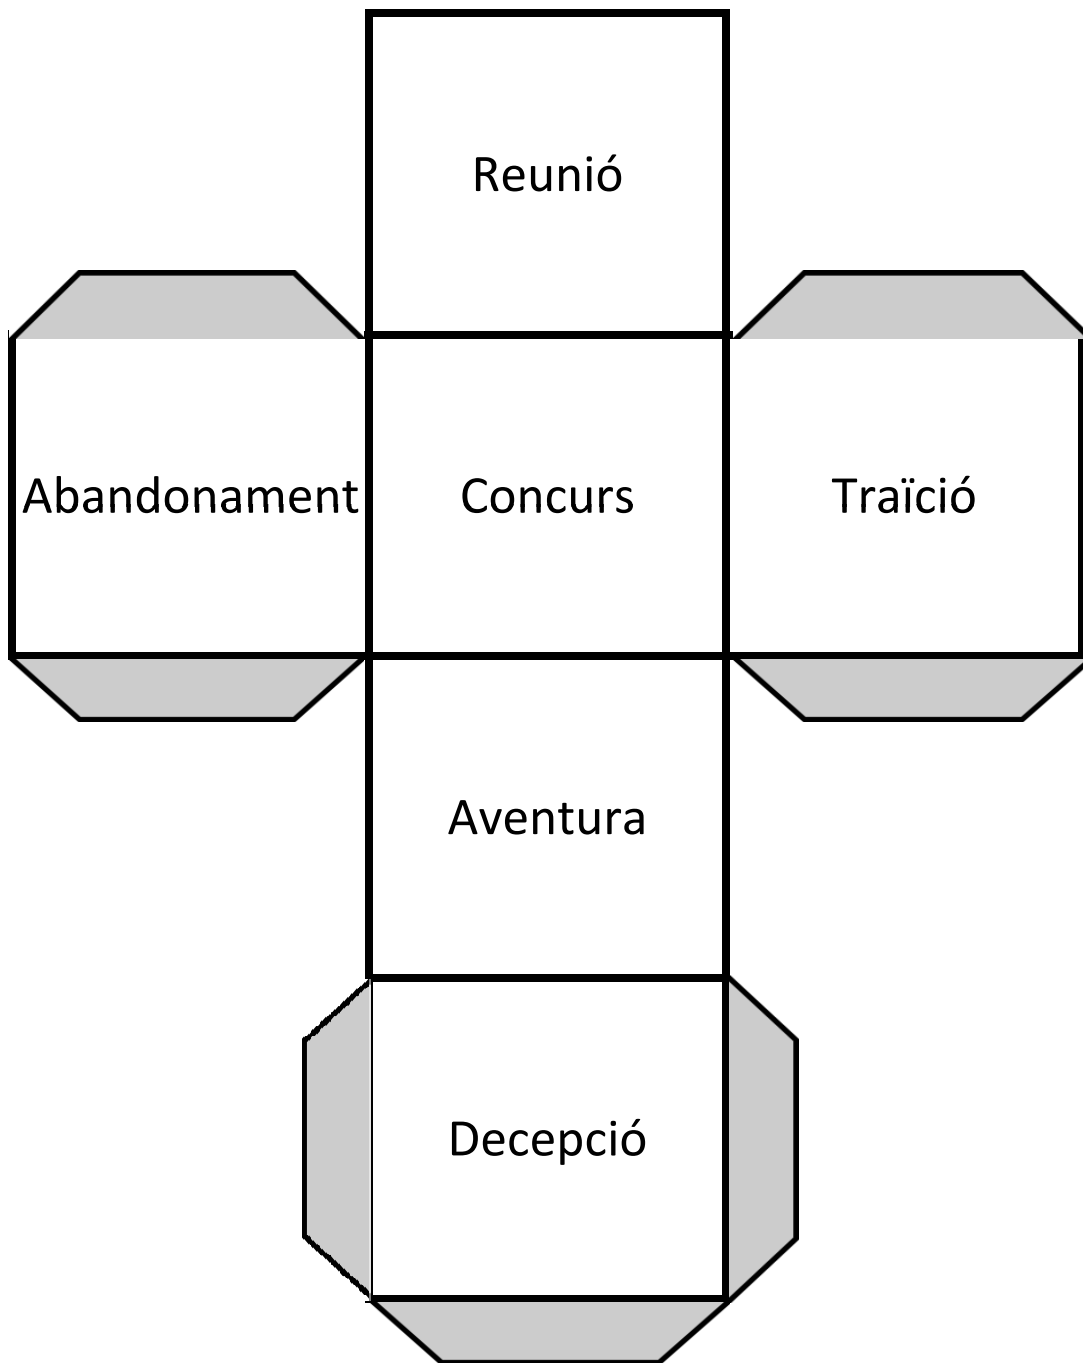 Reunió
Abandonament
Concurs
Traïció
Aventura
Decepció